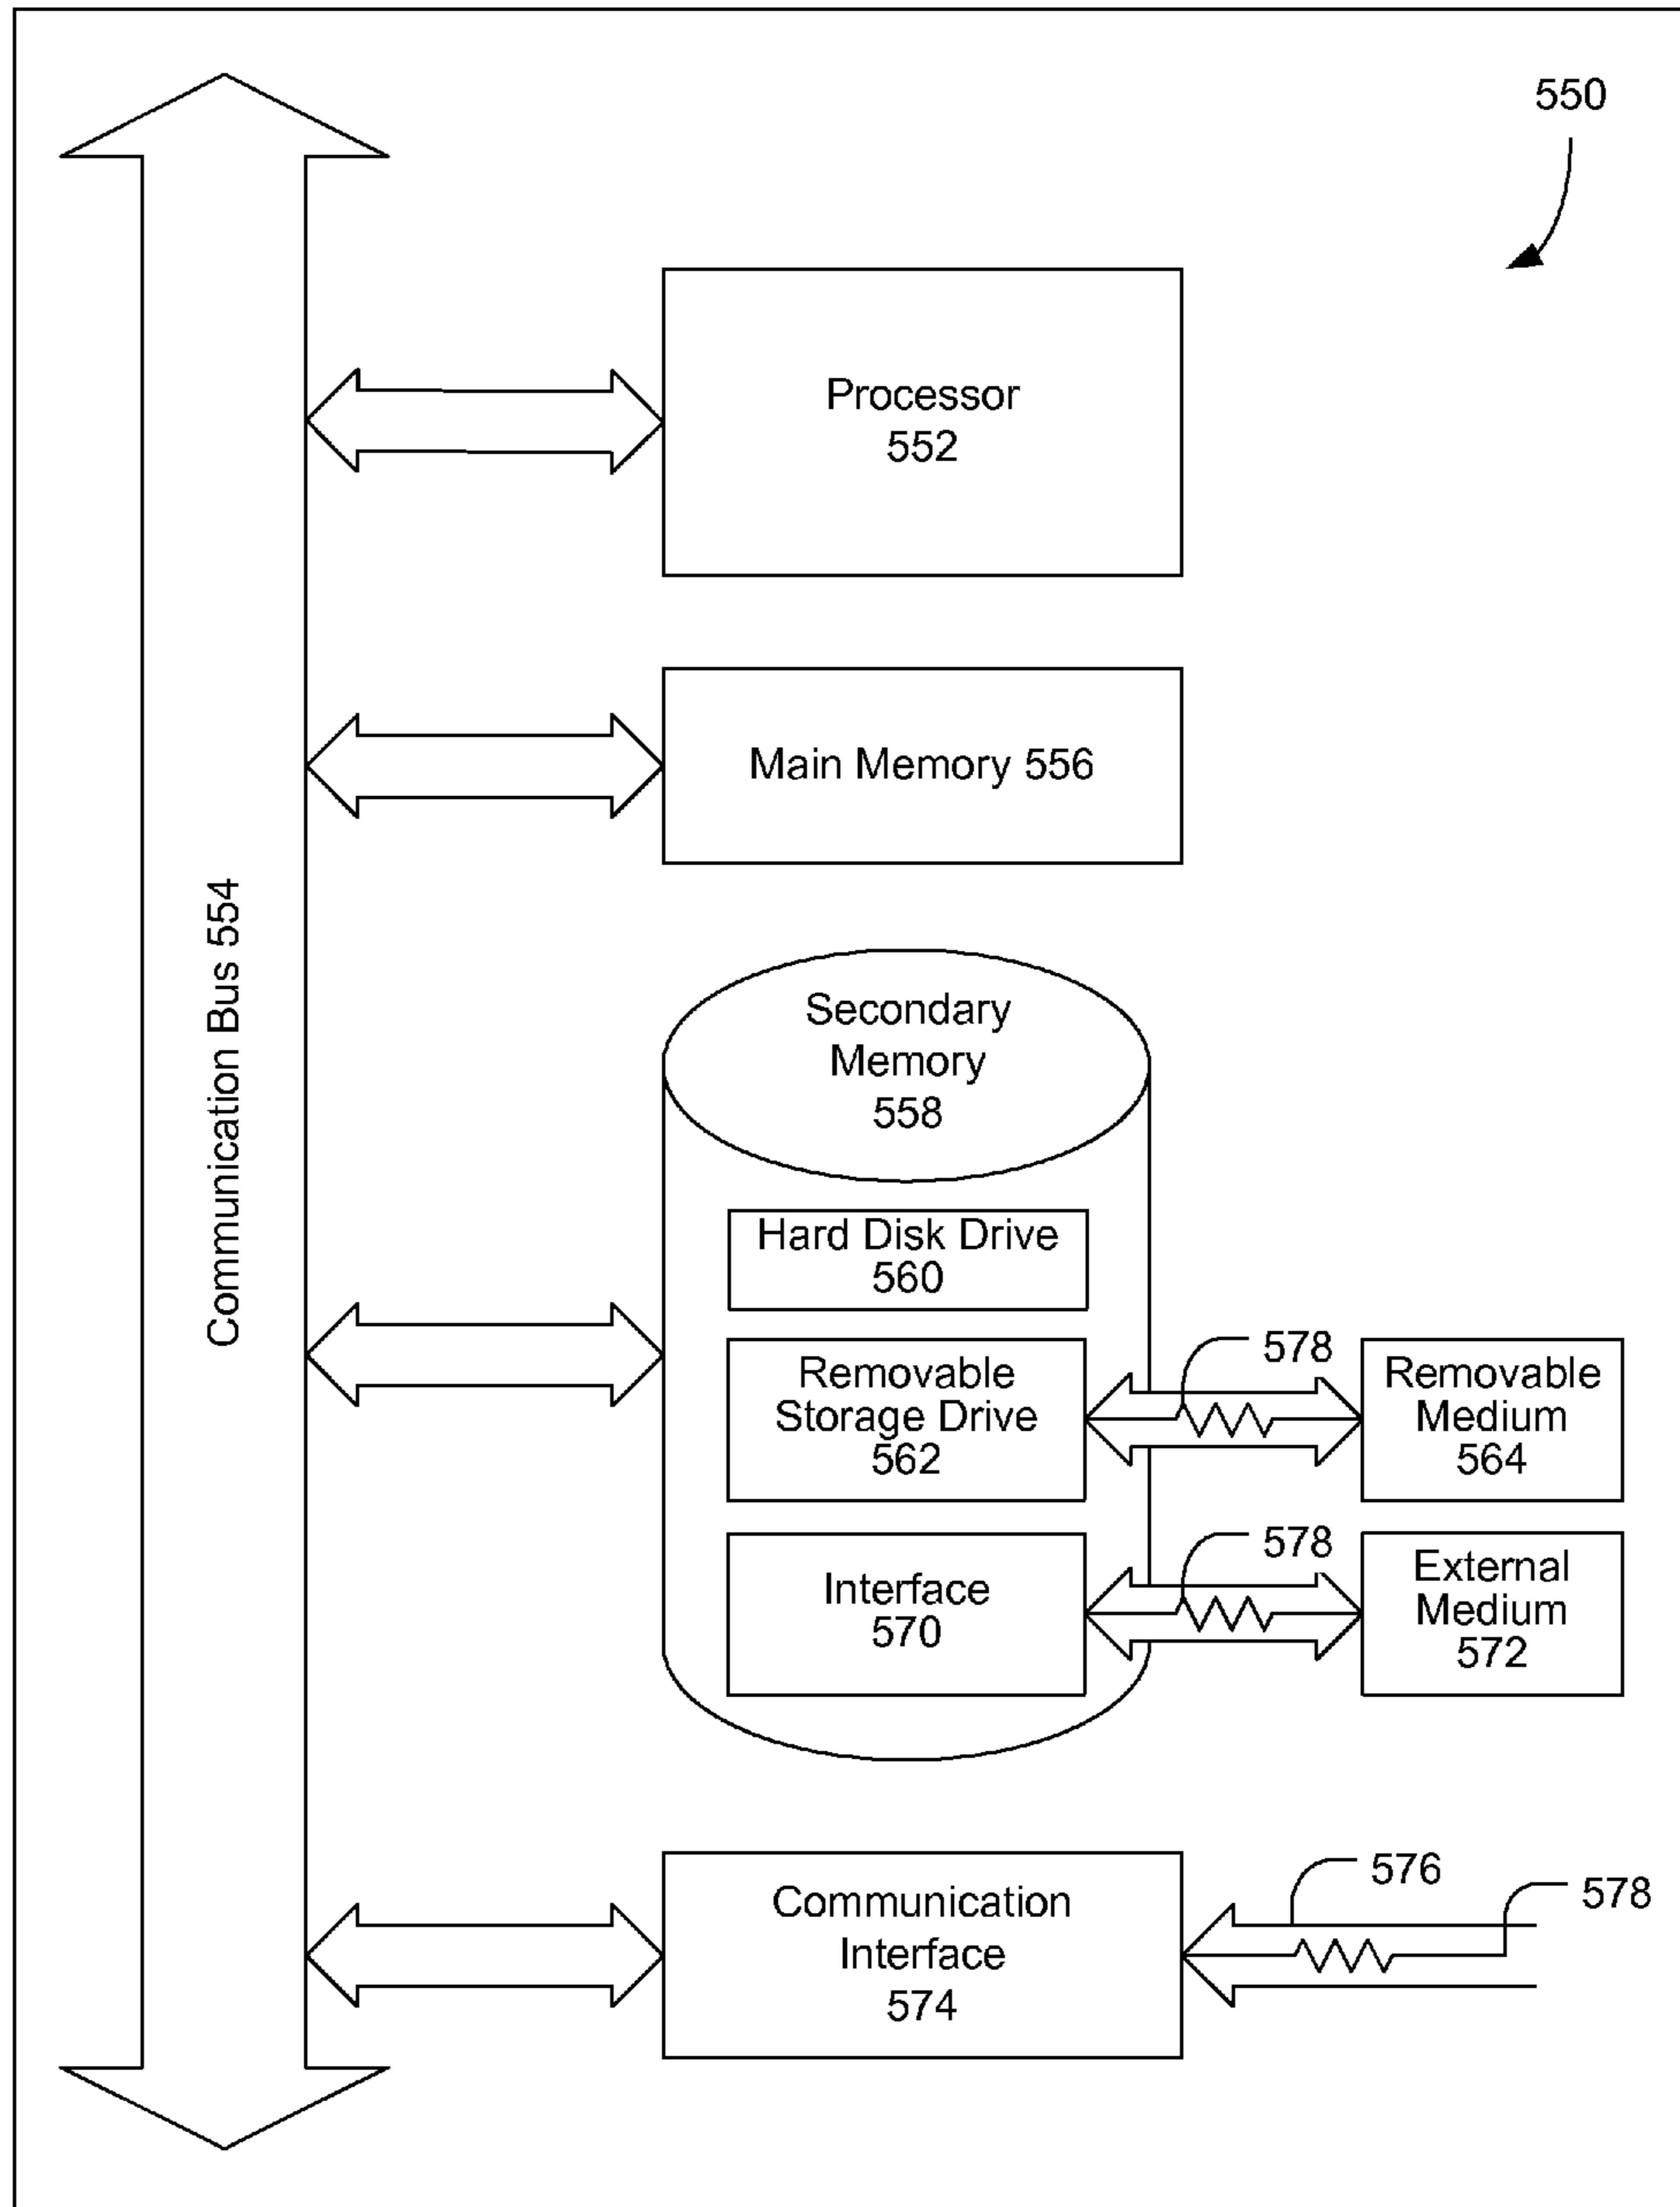 550
Processor
552
Main Memory 556
Communication Bus 554
Secondary
Memory
558
Hard Disk Drive
560
Removable
Storage Drive
562
578
Removable
Medium
564
Interface
570
578
External
Medium
572
Communication
Interface
574
576
578